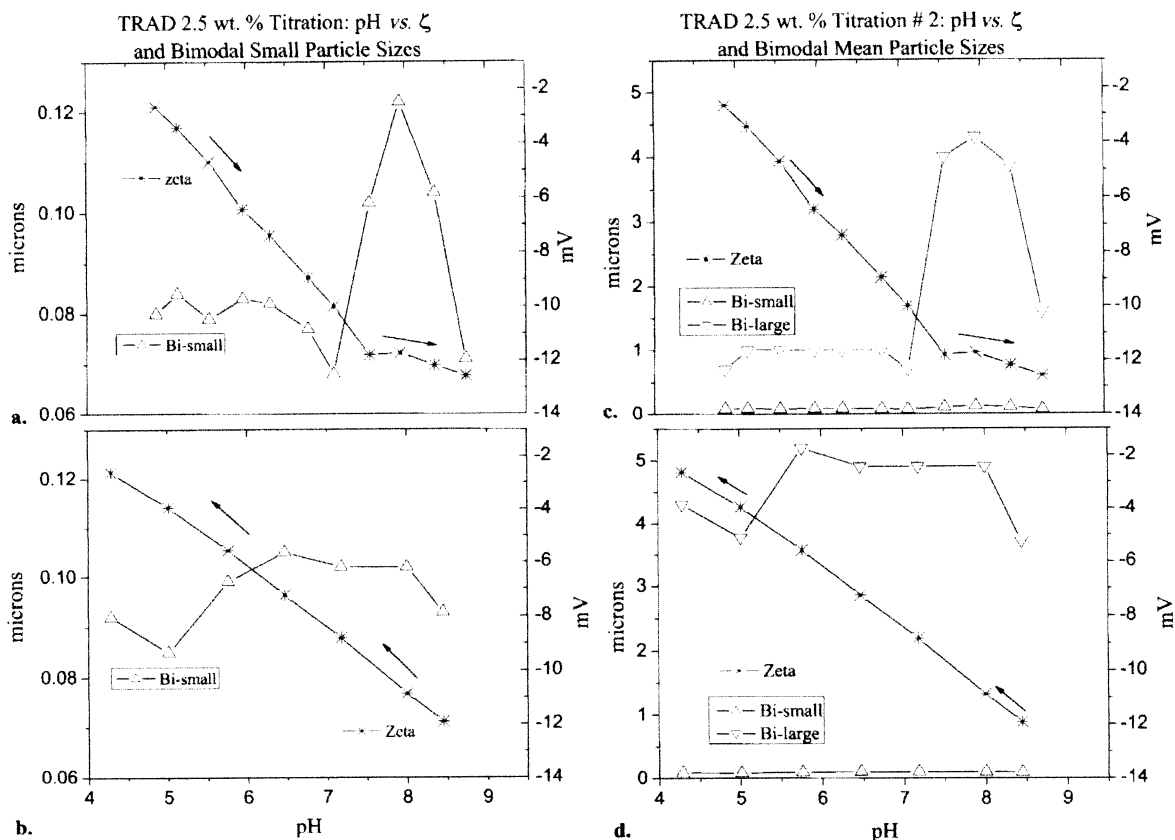 TRAD 2.5 wt. % Titration: pH vs. ζ
and Bimodal Small Particle Sizes
0.12
0.10
0.08
0.06
microns
-2
-4
-6
-8
-10
-12
-14
mV
zeta
Bi-small
a.
TRAD 2.5 wt. % Titration # 2: pH vs. ζ
and Bimodal Mean Particle Sizes
5
4
3
2
1
0
microns
-2
-4
-6
-8
-10
-12
-14
mV
Zeta
Bi-small
Bi-large
c.
0.12
0.10
0.08
0.06
microns
-2
-4
-6
-8
-10
-12
-14
mV
Bi-small
Zeta
4 5 6 7 8 9
pH
b.
5
4
3
2
1
0
microns
-2
-4
-6
-8
-10
-12
-14
mV
Zeta
Bi-small
Bi-large
4 5 6 7 8 9
pH
d.